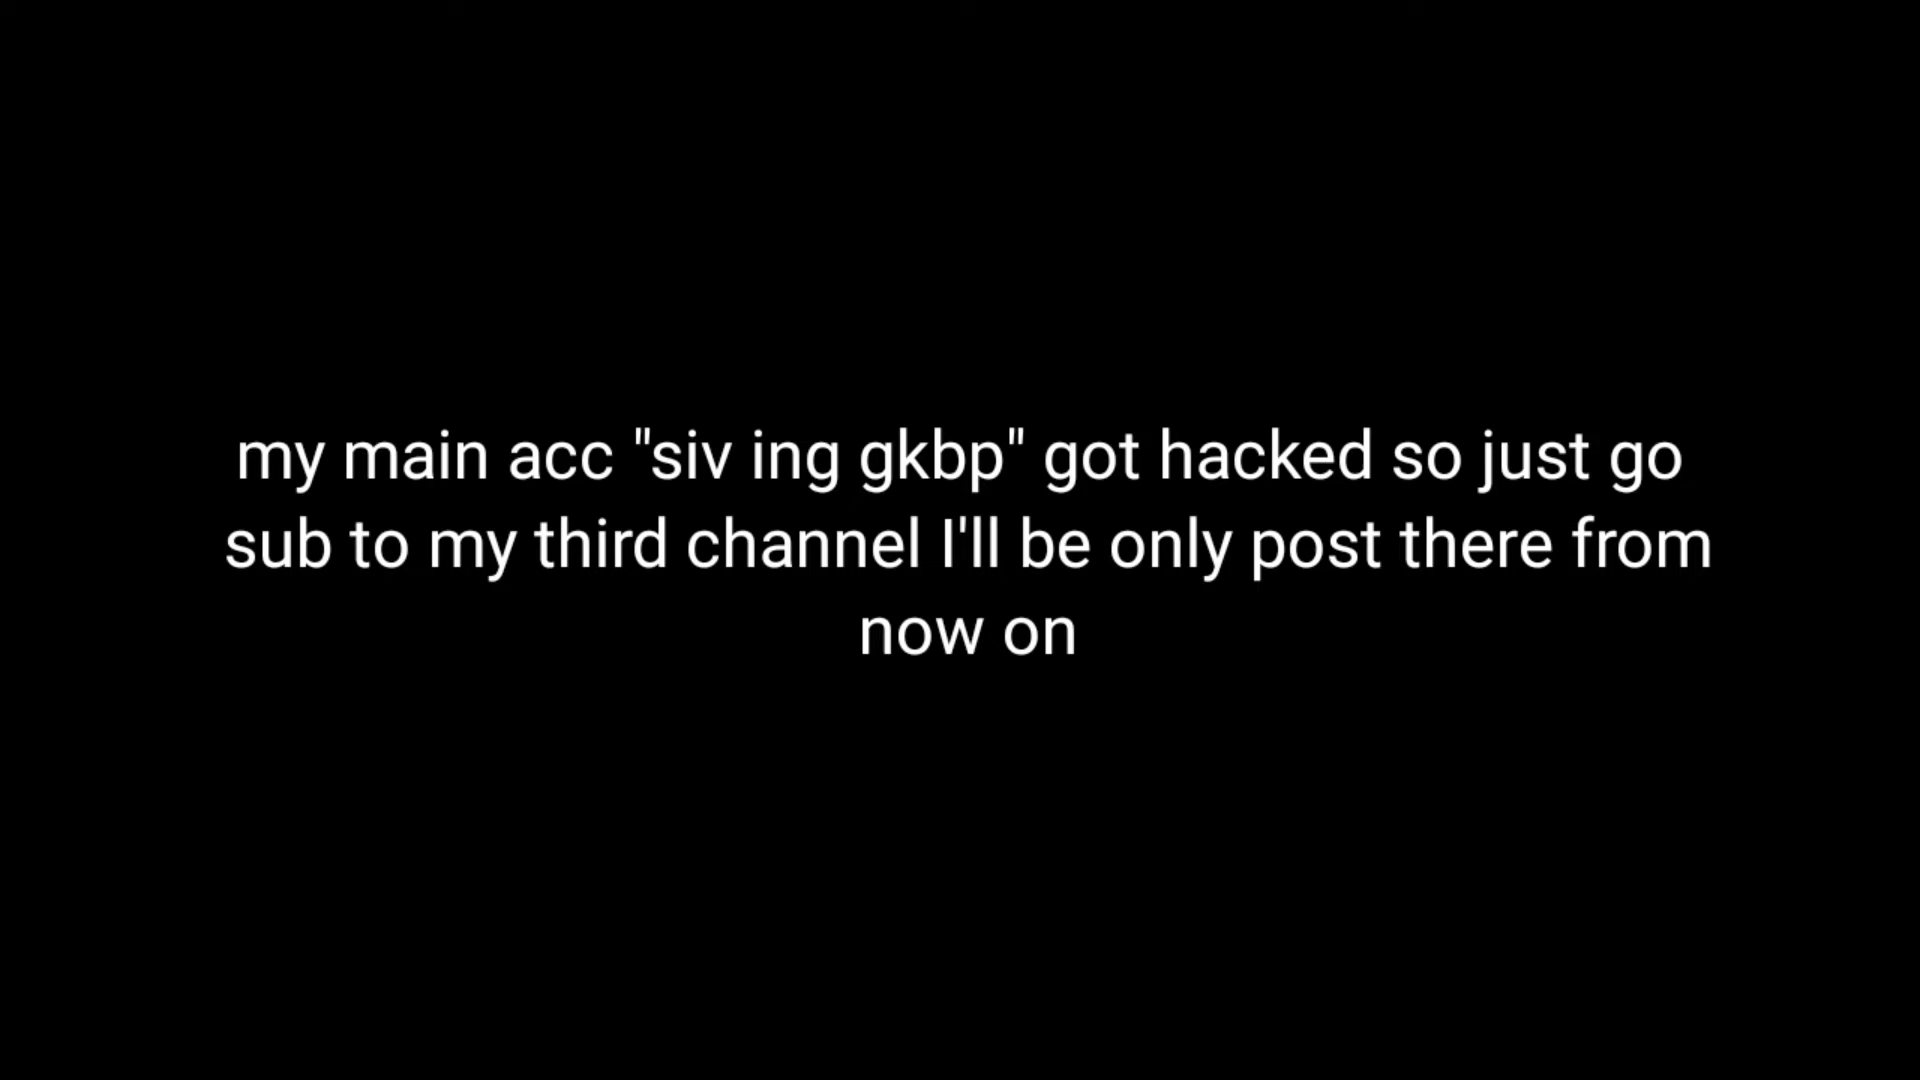 my main acc "siv ing gkbp" got hacked so just go
sub to my third channel I'll be only post there from
now on